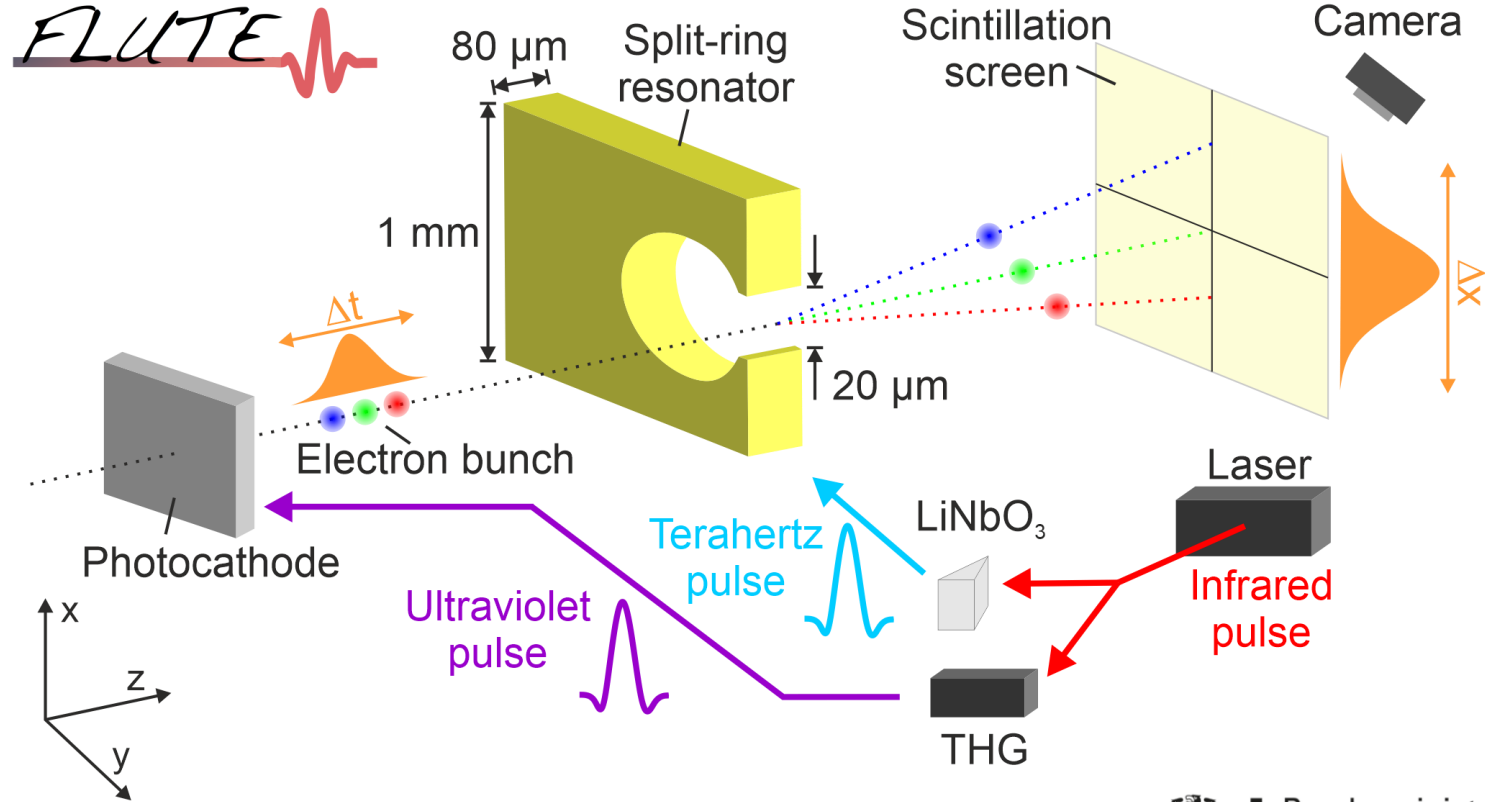 FLUTE
80 µm
Split-ring
resonator
Scintillation
screen
Camera
1 mm
Δt
Δx
20 µm
Electron bunch
Photocathode
Laser
LiNbO₃
Terahertz
pulse
Infrared
pulse
Ultraviolet
pulse
THG
x
z
y